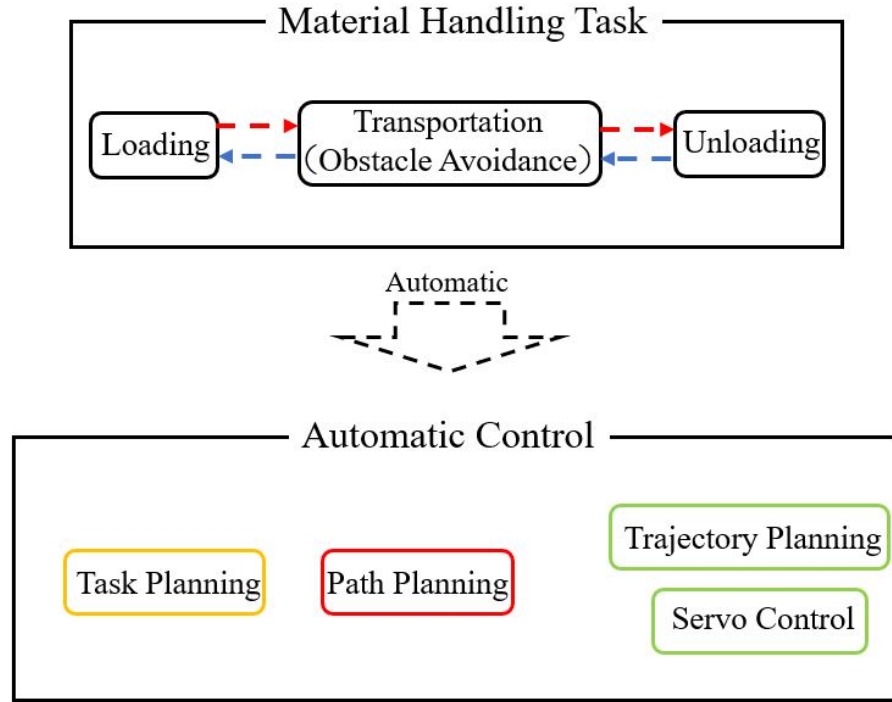 Material Handling Task
Loading
Transportation
（Obstacle Avoidance）
Unloading
Automatic
Automatic Control
Task Planning
Path Planning
Trajectory Planning
Servo Control